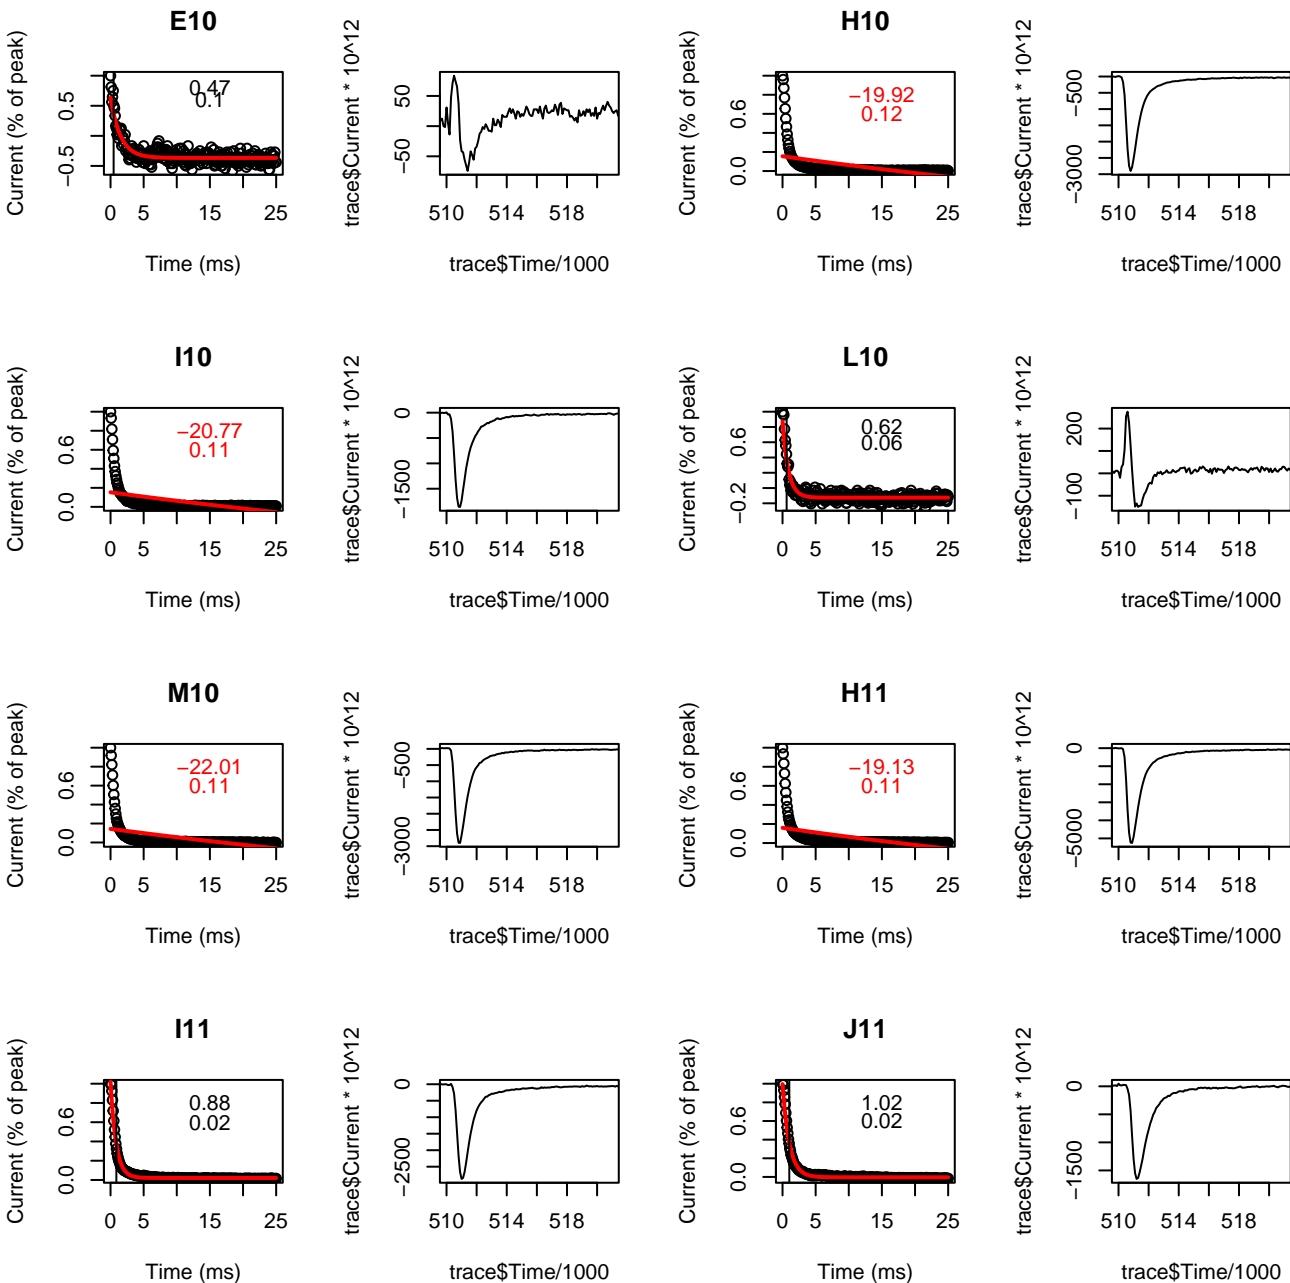 E10
Current (% of peak)
0.5
−0.5
0.47
0.1
0 5 15 25
Time (ms)
trace$Current * 10^12
50
−50
510 514 518
trace$Time/1000
H10
Current (% of peak)
0.6
0.0
−19.92
0.12
0 5 15 25
Time (ms)
trace$Current * 10^12
−500
−3000
510 514 518
trace$Time/1000
I10
Current (% of peak)
0.6
0.0
−20.77
0.11
0 5 15 25
Time (ms)
trace$Current * 10^12
0
−1500
510 514 518
trace$Time/1000
L10
Current (% of peak)
0.6
−0.2
0.62
0.06
0 5 15 25
Time (ms)
trace$Current * 10^12
200
−100
510 514 518
trace$Time/1000
M10
Current (% of peak)
0.6
0.0
−22.01
0.11
0 5 15 25
Time (ms)
trace$Current * 10^12
−500
−3000
510 514 518
trace$Time/1000
H11
Current (% of peak)
0.6
0.0
−19.13
0.11
0 5 15 25
Time (ms)
trace$Current * 10^12
0
−5000
510 514 518
trace$Time/1000
I11
Current (% of peak)
0.6
0.0
0.88
0.02
0 5 15 25
Time (ms)
trace$Current * 10^12
0
−2500
510 514 518
trace$Time/1000
J11
Current (% of peak)
0.6
0.0
1.02
0.02
0 5 15 25
Time (ms)
trace$Current * 10^12
0
−1500
510 514 518
trace$Time/1000